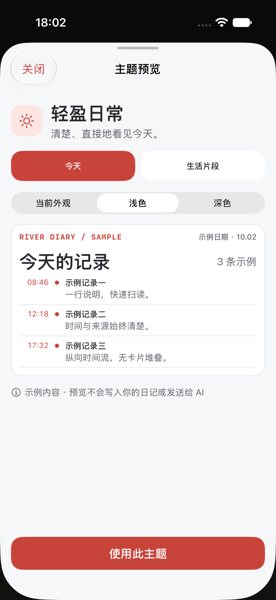 18:02
关闭
主题预览
轻盈日常
清楚、直接地看见今天。
今天
生活片段
当前外观
浅色
深色
RIVER DIARY / SAMPLE
示例日期 · 10.02
今天的记录
3 条示例
08:46
示例记录一
一行说明，快速扫读。
12:18
示例记录二
时间与来源始终清楚。
17:32
示例记录三
纵向时间流，无卡片堆叠。
示例内容 · 预览不会写入你的日记或发送给 AI
使用此主题